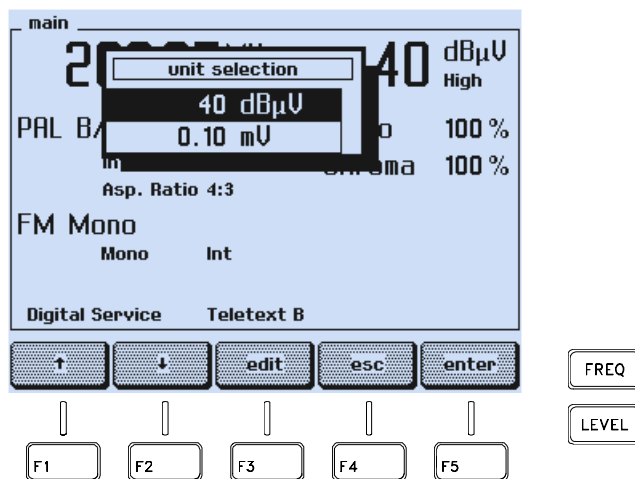 main
40 dBµV
High
unit selection
40 dBµV
0.10 mV
PAL B/
100 %
100 %
Asp. Ratio 4:3
FM Mono
Mono Int
Digital Service Teletext B
↑ ↓ edit esc enter
FREQ
LEVEL
F1 F2 F3 F4 F5